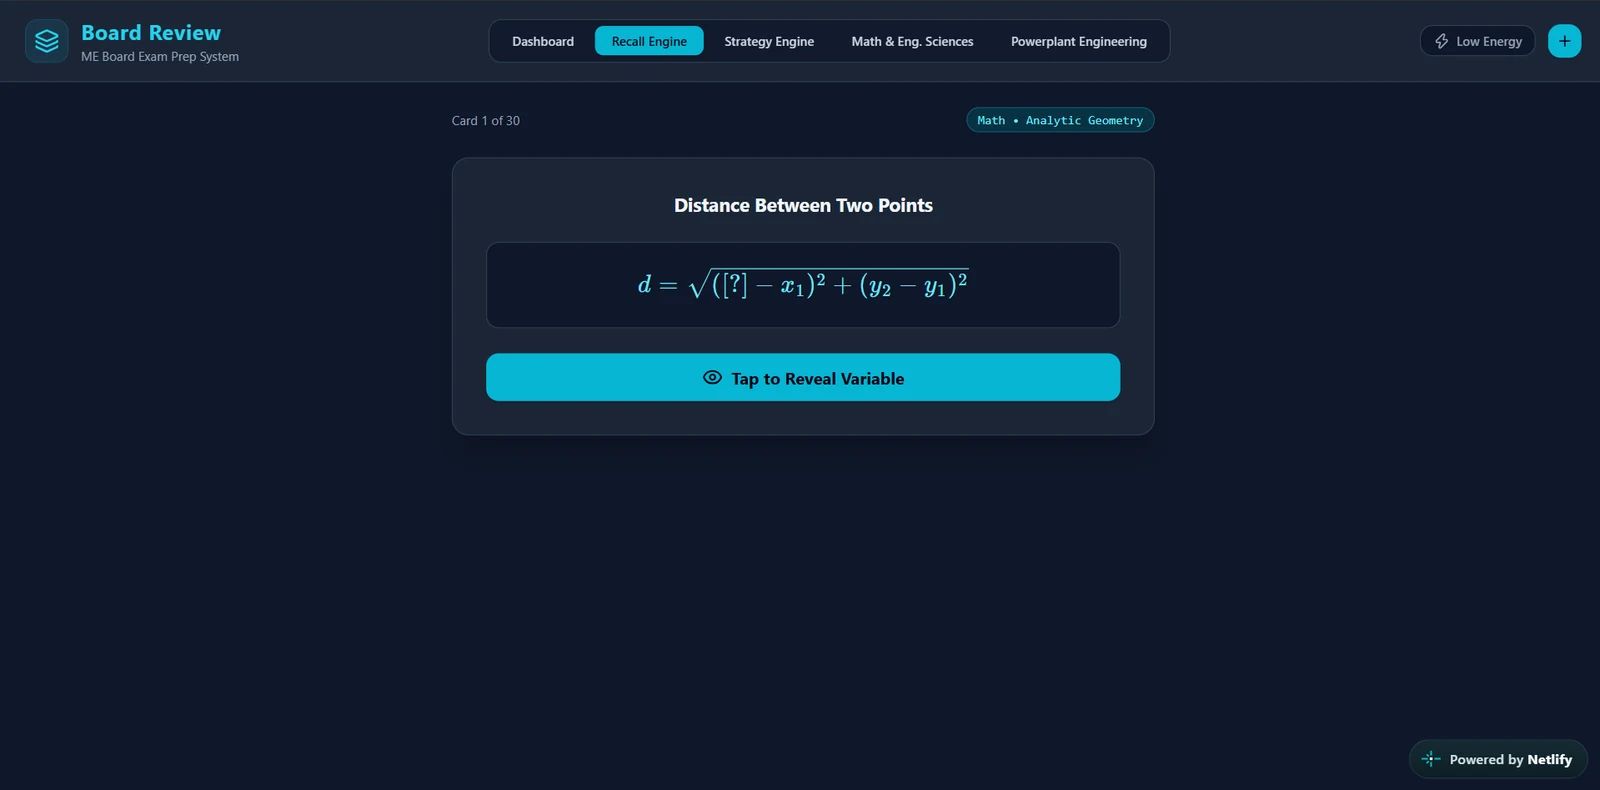 Board Review
ME Board Exam Prep System
Dashboard
Recall Engine
Strategy Engine
Math & Eng. Sciences
Powerplant Engineering
Low Energy
+
Card 1 of 30
Math • Analytic Geometry
Distance Between Two Points
d = √(([?] − x₁)² + (y₂ − y₁)²)
Tap to Reveal Variable
Powered by Netlify